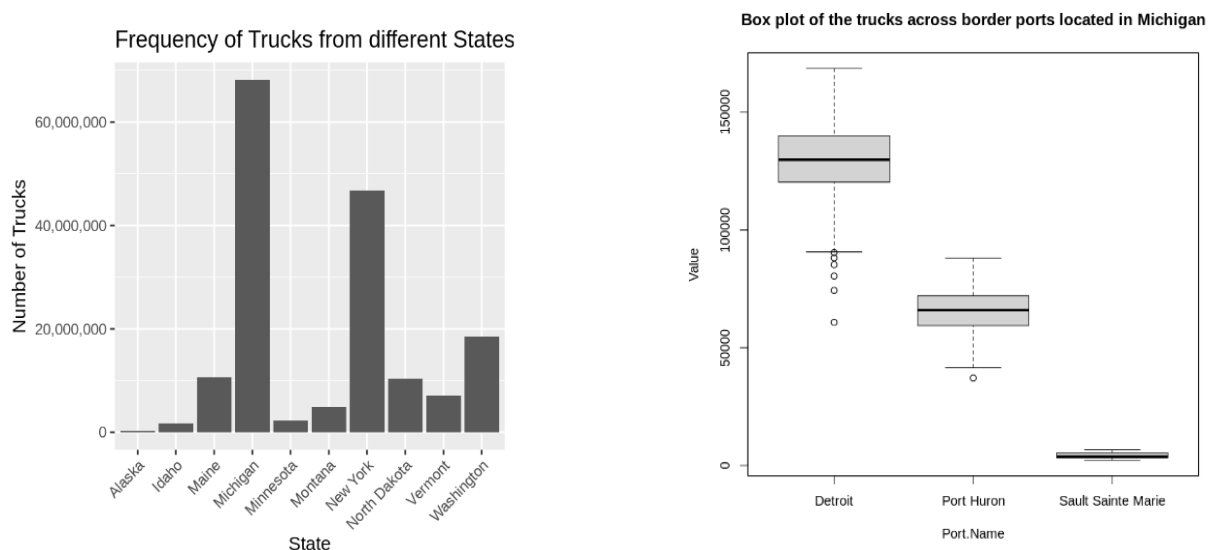 Frequency of Trucks from different States
Number of Trucks
60,000,000
40,000,000
20,000,000
0
Alaska
Idaho
Maine
Michigan
Minnesota
Montana
New York
North Dakota
Vermont
Washington
State
Box plot of the trucks across border ports located in Michigan
Value
150000
100000
50000
0
Detroit
Port Huron
Sault Sainte Marie
Port.Name